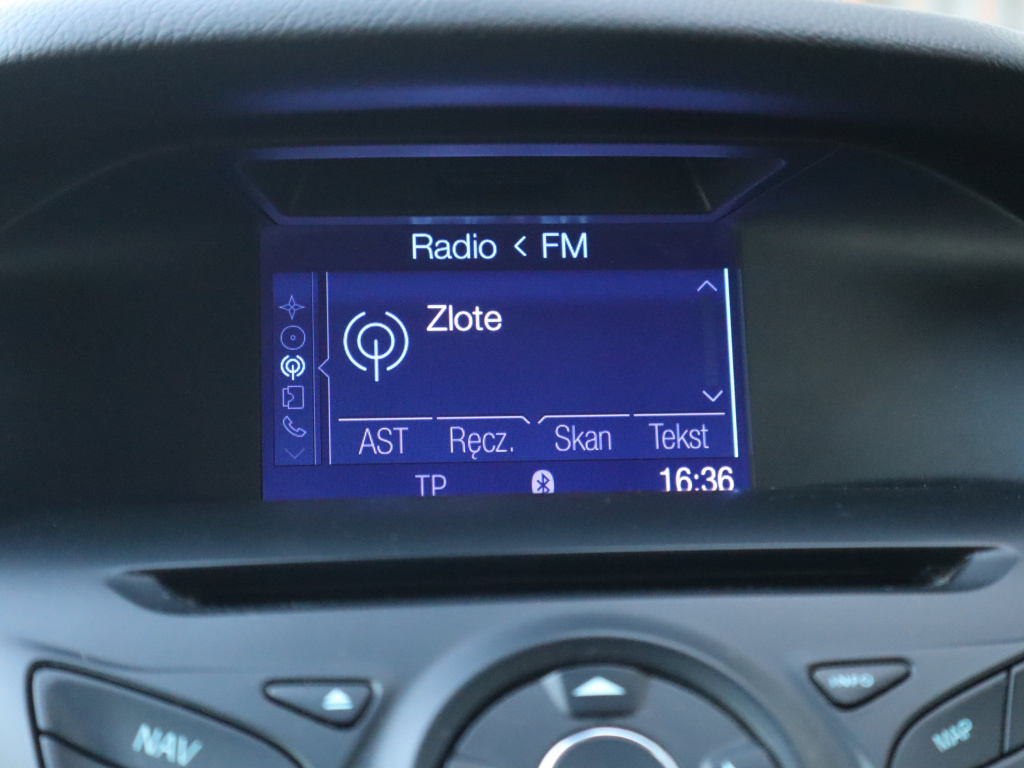 Radio < FM
Zlote
AST Ręcz. Skan Tekst
TP 16:36
INFO
NAV MAP